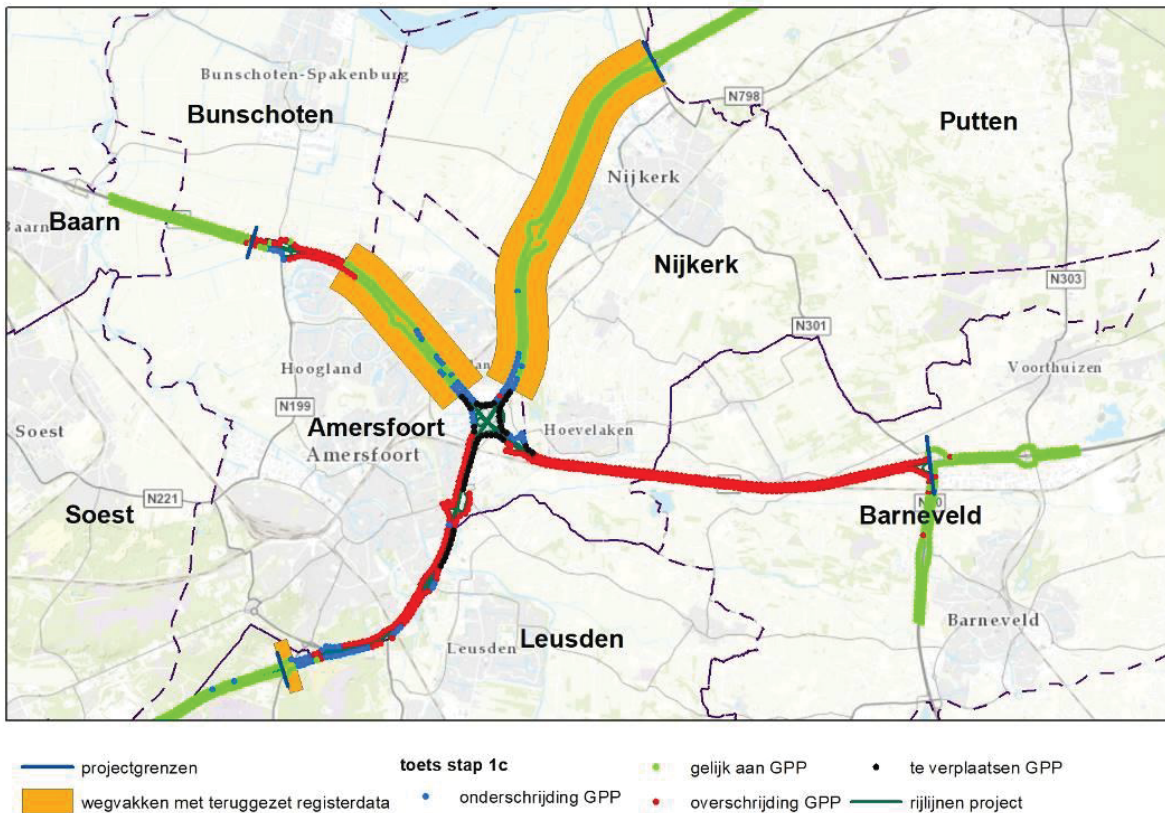 Bunschoten-Spakenburg
Bunschoten
N798
Putten
Nijkerk
Baarn
Baarn
Nijkerk
N303
N301
Hoogland
Voorthuizen
N199
Amersfoort
Hoevelaken
Amersfoort
Soest
N221
Soest
Barneveld
Leusden
Leusden
Barneveld
projectgrenzen
toets stap 1c
gelijk aan GPP
te verplaatsen GPP
wegvakken met teruggezet registerdata
onderschrijding GPP
overschrijding GPP
rijlijnen project